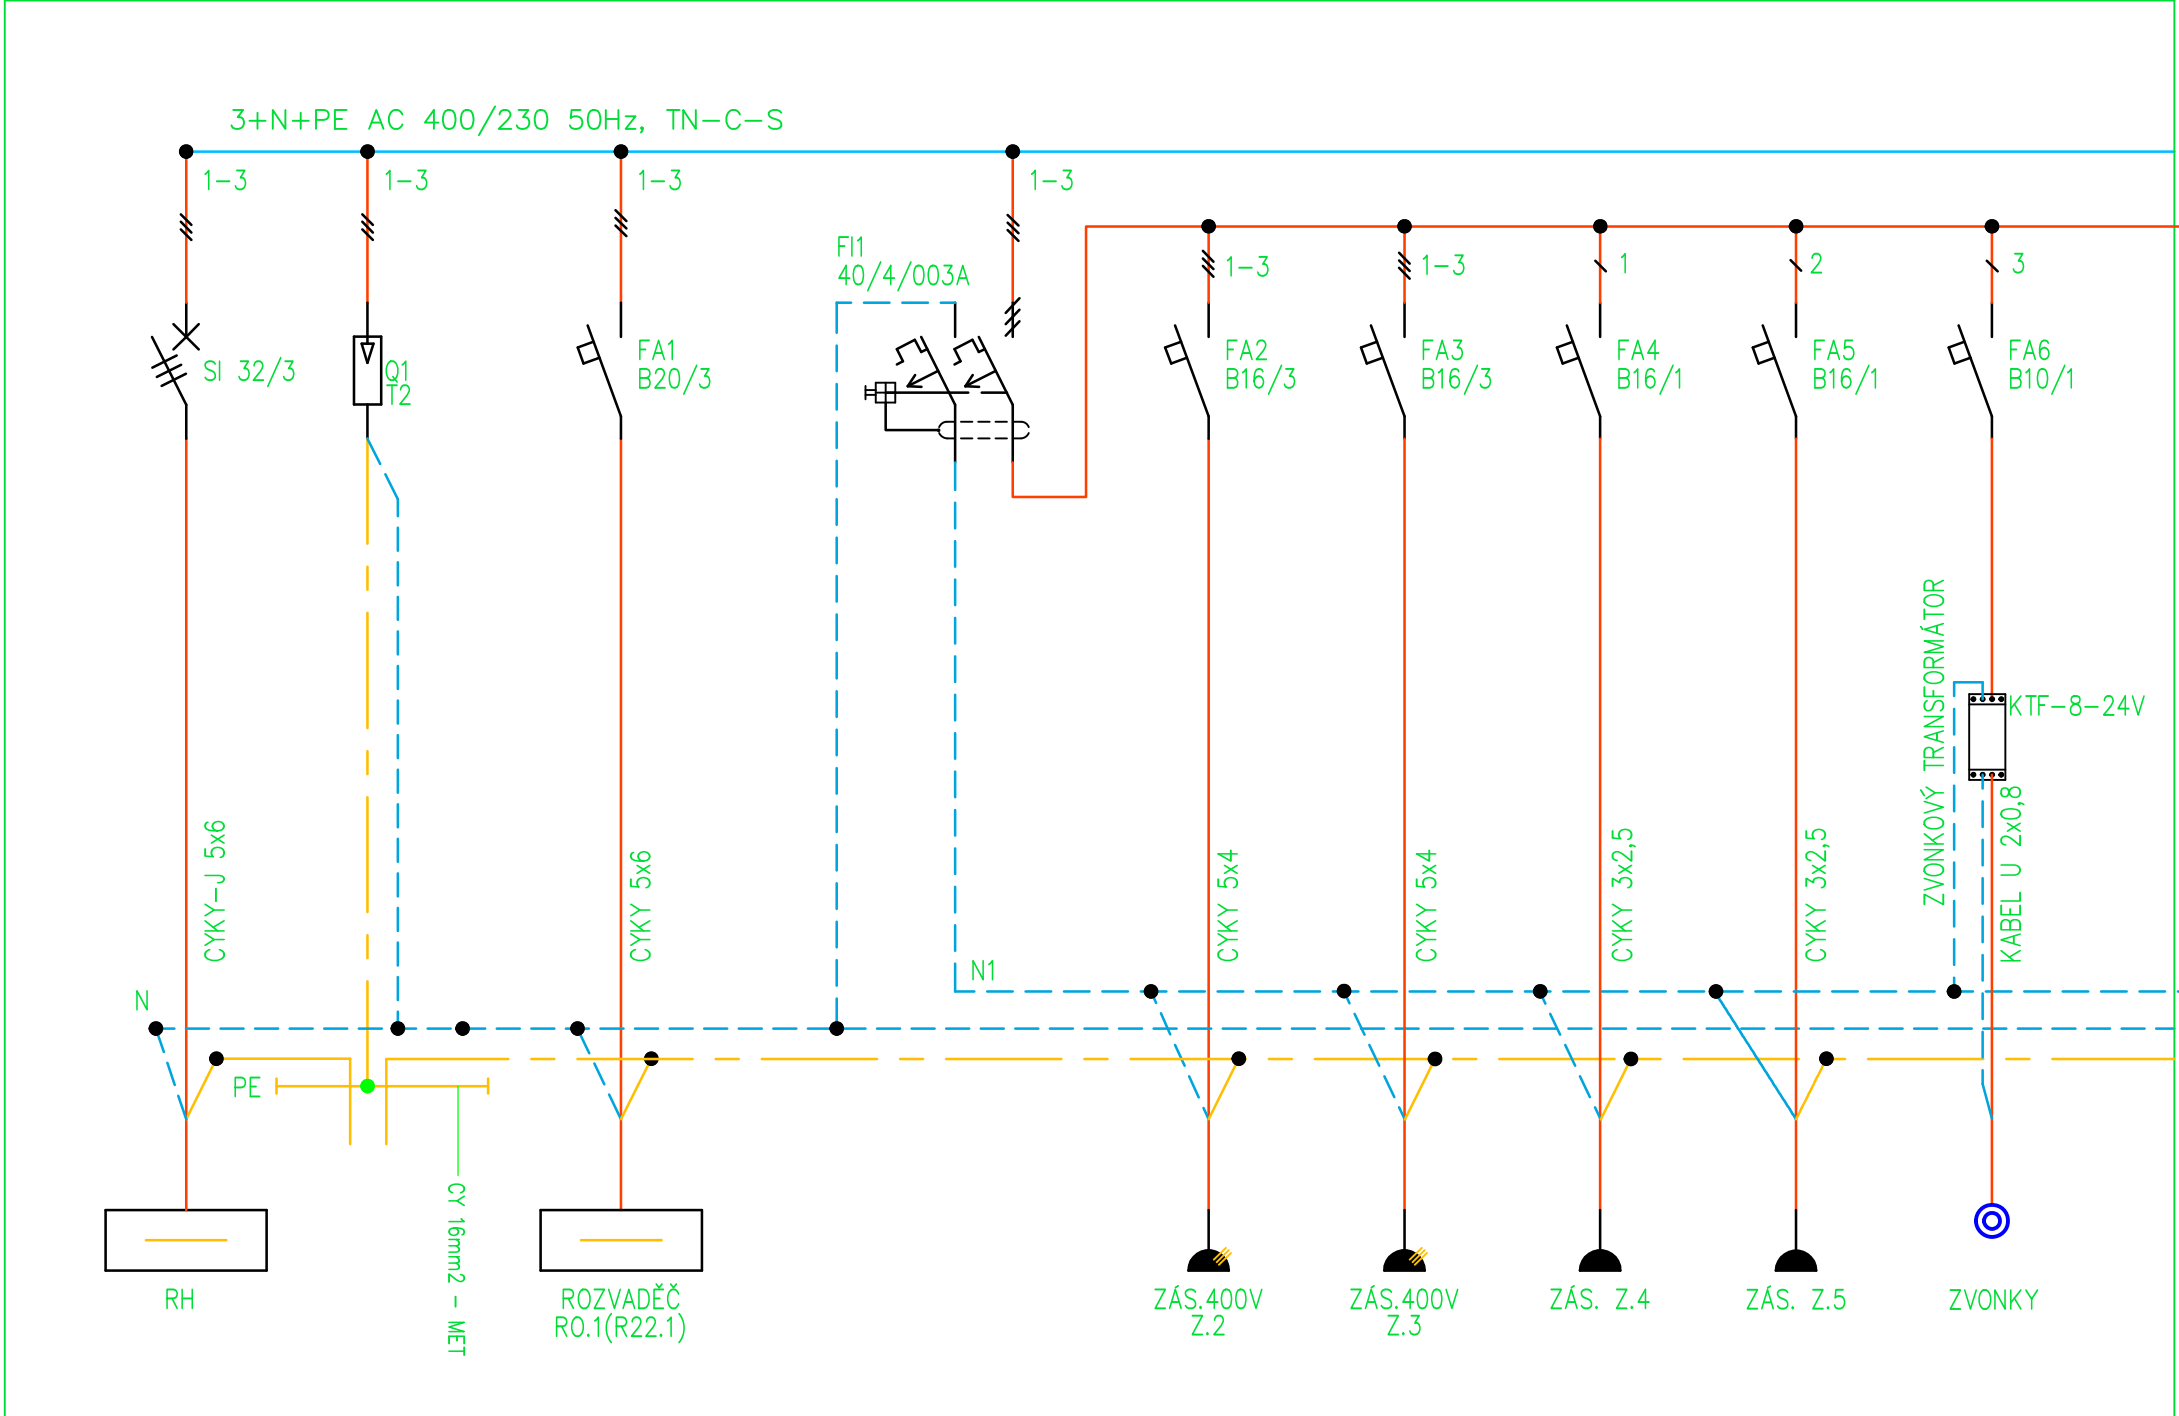 3+N+PE AC 400/230 50Hz, TN-C-S
1-3
1-3
1-3
1-3
FI1
40/4/003A
1-3
1-3
1
2
3
SI 32/3
Q1
T2
FA1
B20/3
FA2
B16/3
FA3
B16/3
FA4
B16/1
FA5
B16/1
FA6
B10/1
ZVONKOVÝ TRANSFORMÁTOR
KTF-8-24V
KABEL U 2x0,8
CYKY-J 5x6
CYKY 5x6
CYKY 5x4
CYKY 5x4
CYKY 3x2,5
CYKY 3x2,5
N1
N
PE
CY 16mm2 - MET
RH
ROZVADĚČ
RO.1(R22.1)
ZÁS.400V
Z.2
ZÁS.400V
Z.3
ZÁS. Z.4
ZÁS. Z.5
ZVONKY